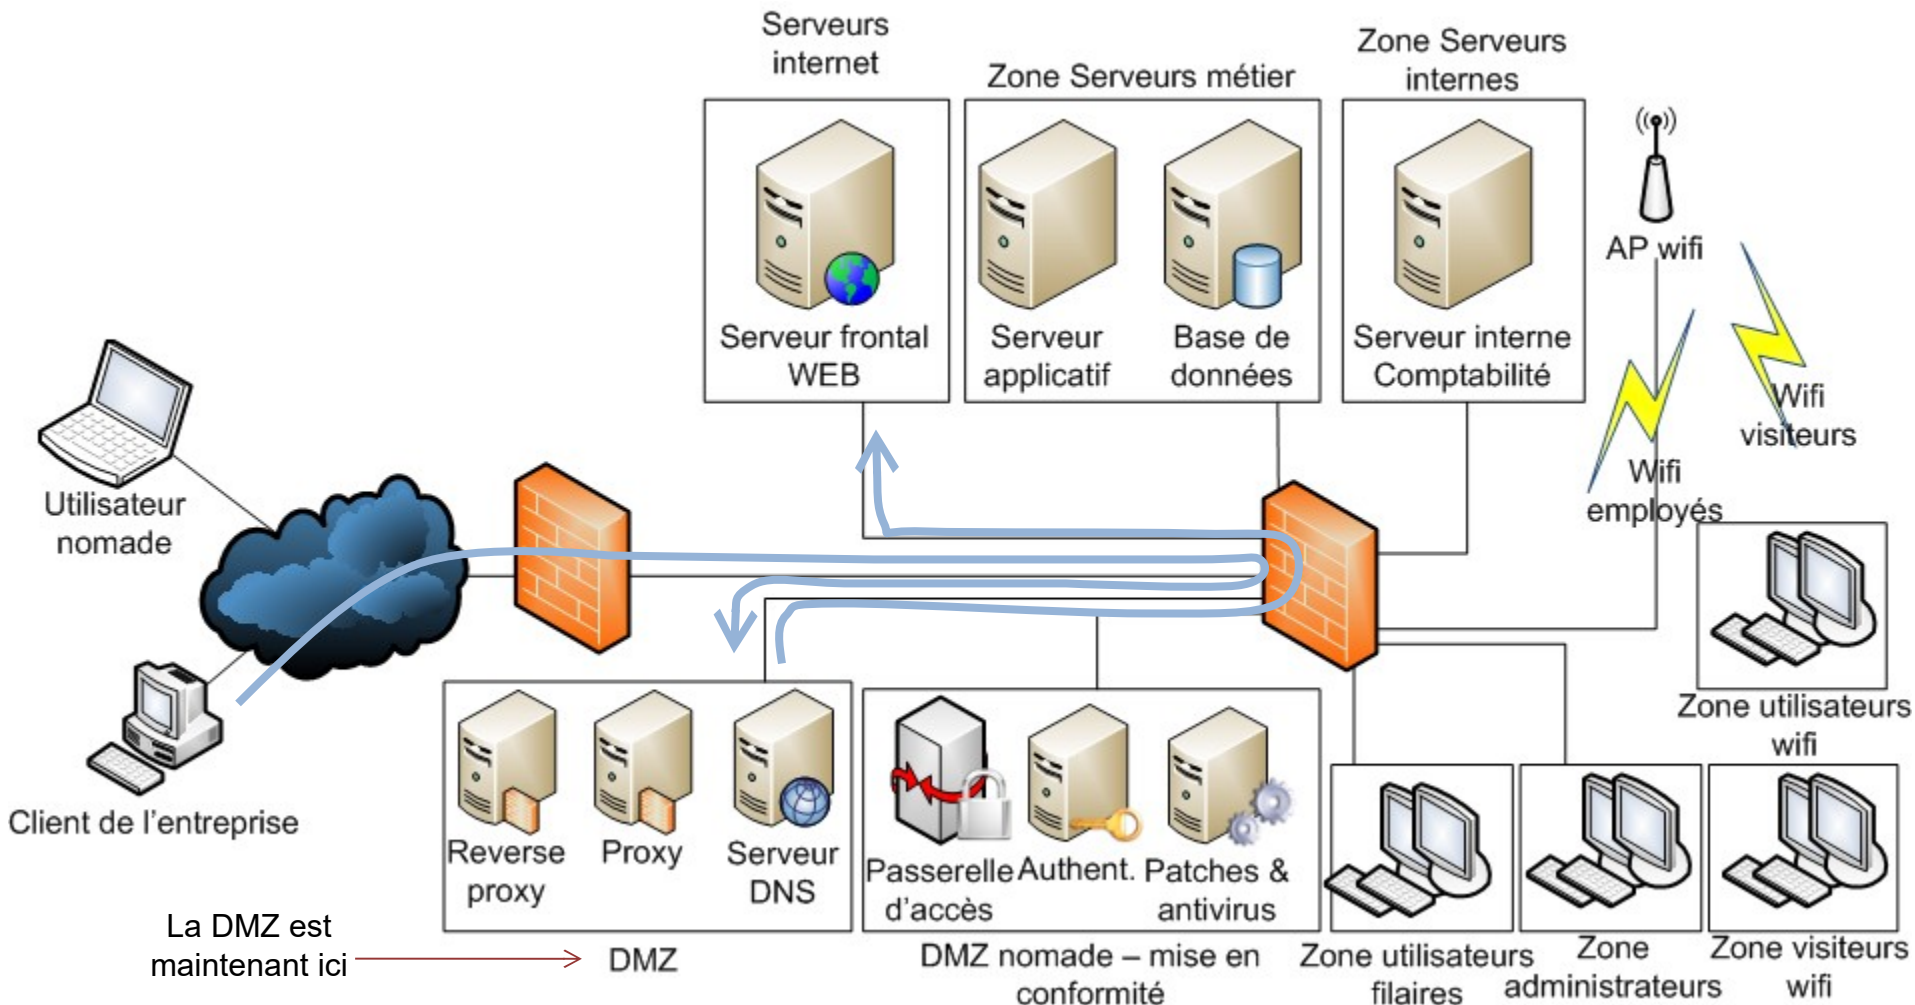 Serveurs
internet
Zone Serveurs métier
Zone Serveurs
internes
Serveur frontal
WEB
Serveur
applicatif
Base de
données
Serveur interne
Comptabilité
AP wifi
Wifi
visiteurs
Wifi
employés
Utilisateur
nomade
Client de l'entreprise
Reverse
proxy
Proxy
Serveur
DNS
Passerelle
d'accès
Authent.
Patches &
antivirus
Zone utilisateurs
wifi
La DMZ est
maintenant ici
DMZ
DMZ nomade – mise en
conformité
Zone utilisateurs
filaires
Zone
administrateurs
Zone visiteurs
wifi